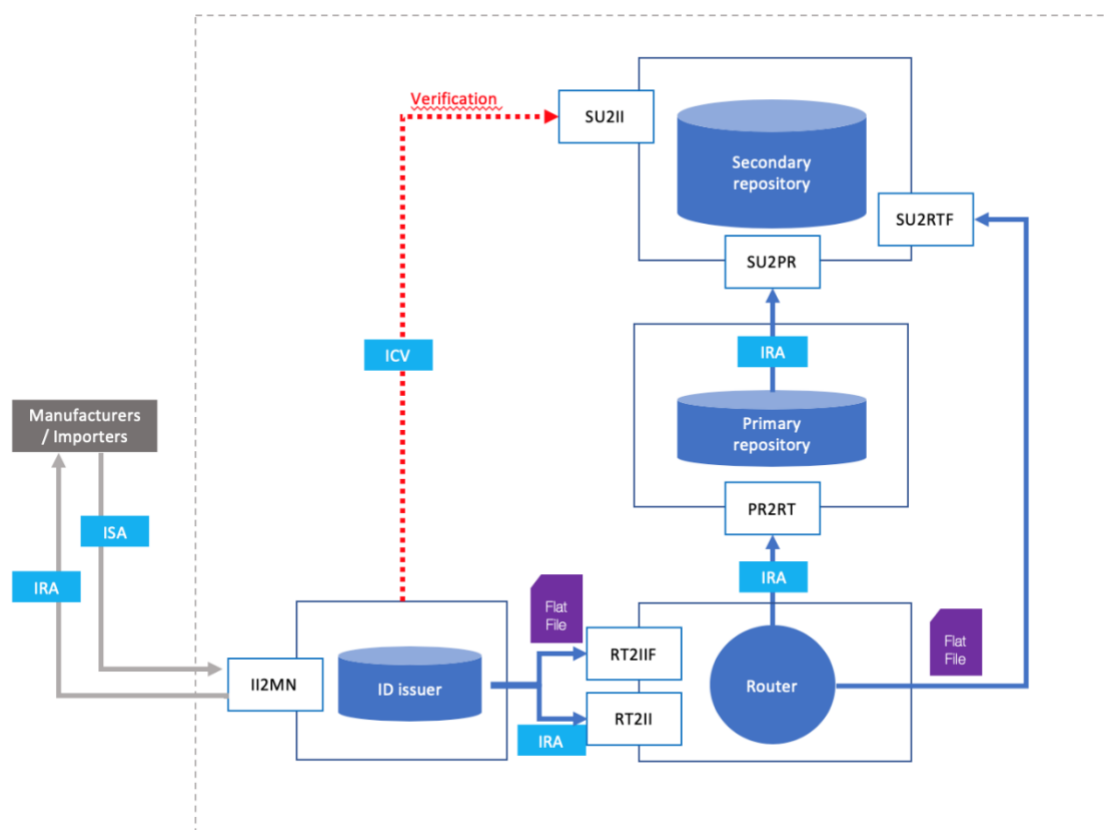 Verification
SU2II
Secondary
repository
SU2RTF
SU2PR
ICV
IRA
Manufacturers
/ Importers
Primary
repository
PR2RT
ISA
IRA
IRA
Flat
File
Flat
File
RT2IIF
II2MN
ID issuer
Router
RT2II
IRA